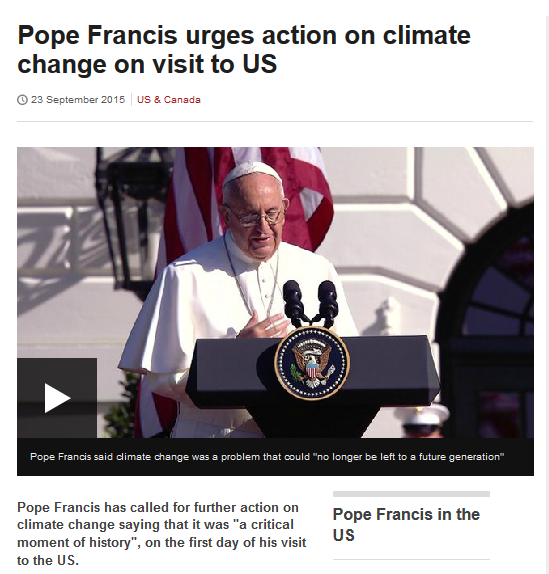 Pope Francis urges action on climate
change on visit to US
23 September 2015 US & Canada
Pope Francis said climate change was a problem that could "no longer be left to a future generation"
Pope Francis has called for further action on
climate change saying that it was "a critical
moment of history", on the first day of his visit
to the US.
Pope Francis in the
US